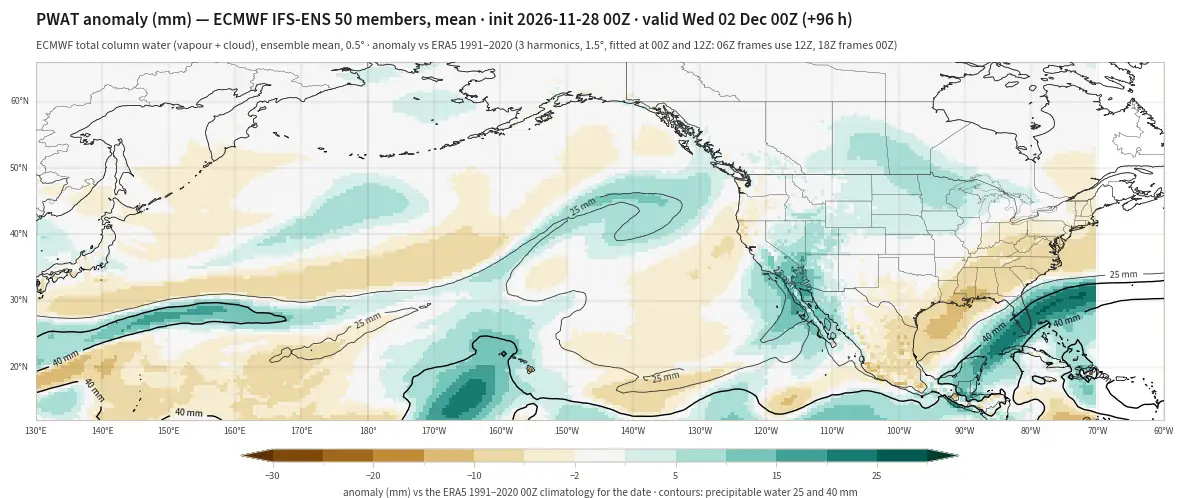 PWAT anomaly (mm) — ECMWF IFS-ENS 50 members, mean · init 2026-11-28 00Z · valid Wed 02 Dec 00Z (+96 h)
ECMWF total column water (vapour + cloud), ensemble mean, 0.5° · anomaly vs ERA5 1991–2020 (3 harmonics, 1.5°, fitted at 00Z and 12Z: 06Z frames use 12Z, 18Z frames 00Z)
60°N
50°N
40°N
30°N
20°N
25 mm
25 mm
25 mm
25 mm
40 mm
40 mm
40 mm
40 mm
40 mm
130°E 140°E 150°E 160°E 170°E 180° 170°W 160°W 150°W 140°W 130°W 120°W 110°W 100°W 90°W 80°W 70°W 60°W
−30 −20 −10 −2 5 15 25
anomaly (mm) vs the ERA5 1991–2020 00Z climatology for the date · contours: precipitable water 25 and 40 mm